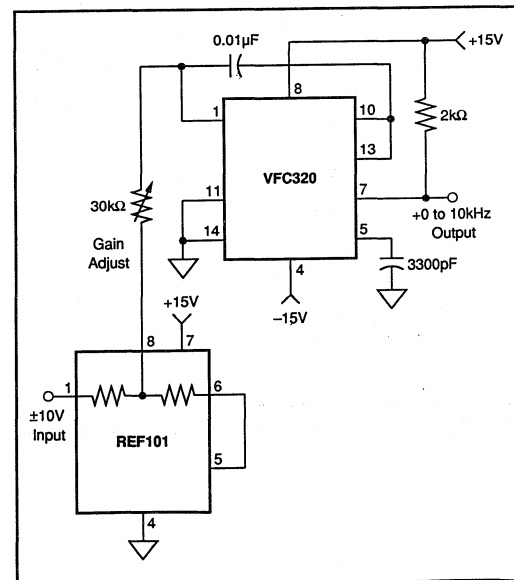 0.01µF
+15V
8
1
10
2kΩ
13
VFC320
11
7
30kΩ
14
+0 to 10kHz
Output
Gain
Adjust
5
3300pF
4
+15V
–15V
8
7
1
6
±10V
Input
REF101
5
4